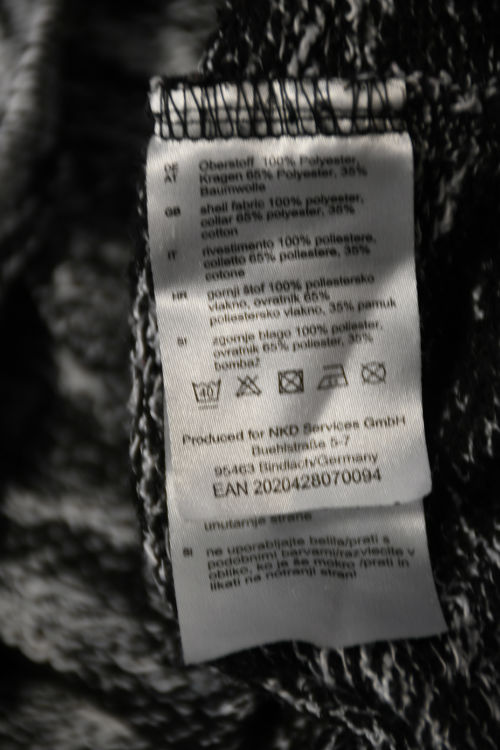 DE Oberstoff 100% Polyester,
AT Kragen 65% Polyester, 35%
Baumwolle
GB shell fabric 100% polyester,
collar 65% polyester, 35%
cotton
IT rivestimento 100% poliestere,
colletto 65% poliestere, 35%
cotone
HR gornji štof 100% poliestersko
vlakno, ovratnik 65%
poliestersko vlakno, 35% pamuk
SI zgornje blago 100% poliester,
ovratnik 65% poliester, 35%
bombaž
40
Produced for NKD Services GmbH
Buehlstraße 5-7
95463 Bindlach/Germany
EAN 2020428070094
unutarnje strane
SI ne uporabljajte belila/prati s
podobnimi barvami/razvlecite v
obliko, ko je še mokro /prati in
likati na notranji strani